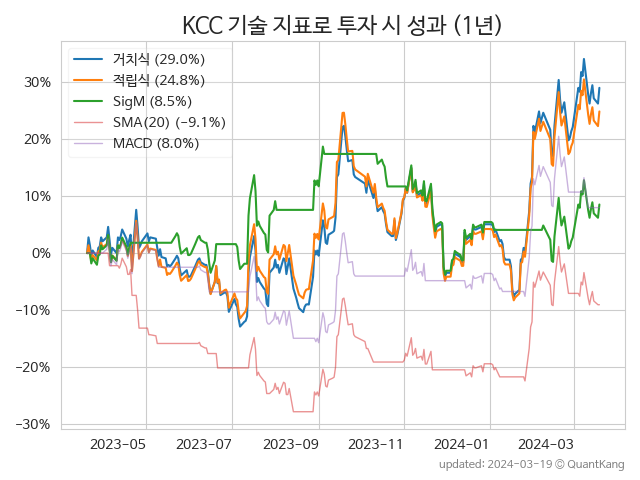 KCC 기술 지표로 투자 시 성과 (1년)
거치식 (29.0%)
적립식 (24.8%)
SigM (8.5%)
SMA(20) (−9.1%)
MACD (8.0%)
30%
20%
10%
0%
−10%
−20%
−30%
2023-05 2023-07 2023-09 2023-11 2024-01 2024-03
updated: 2024-03-19 © QuantKang